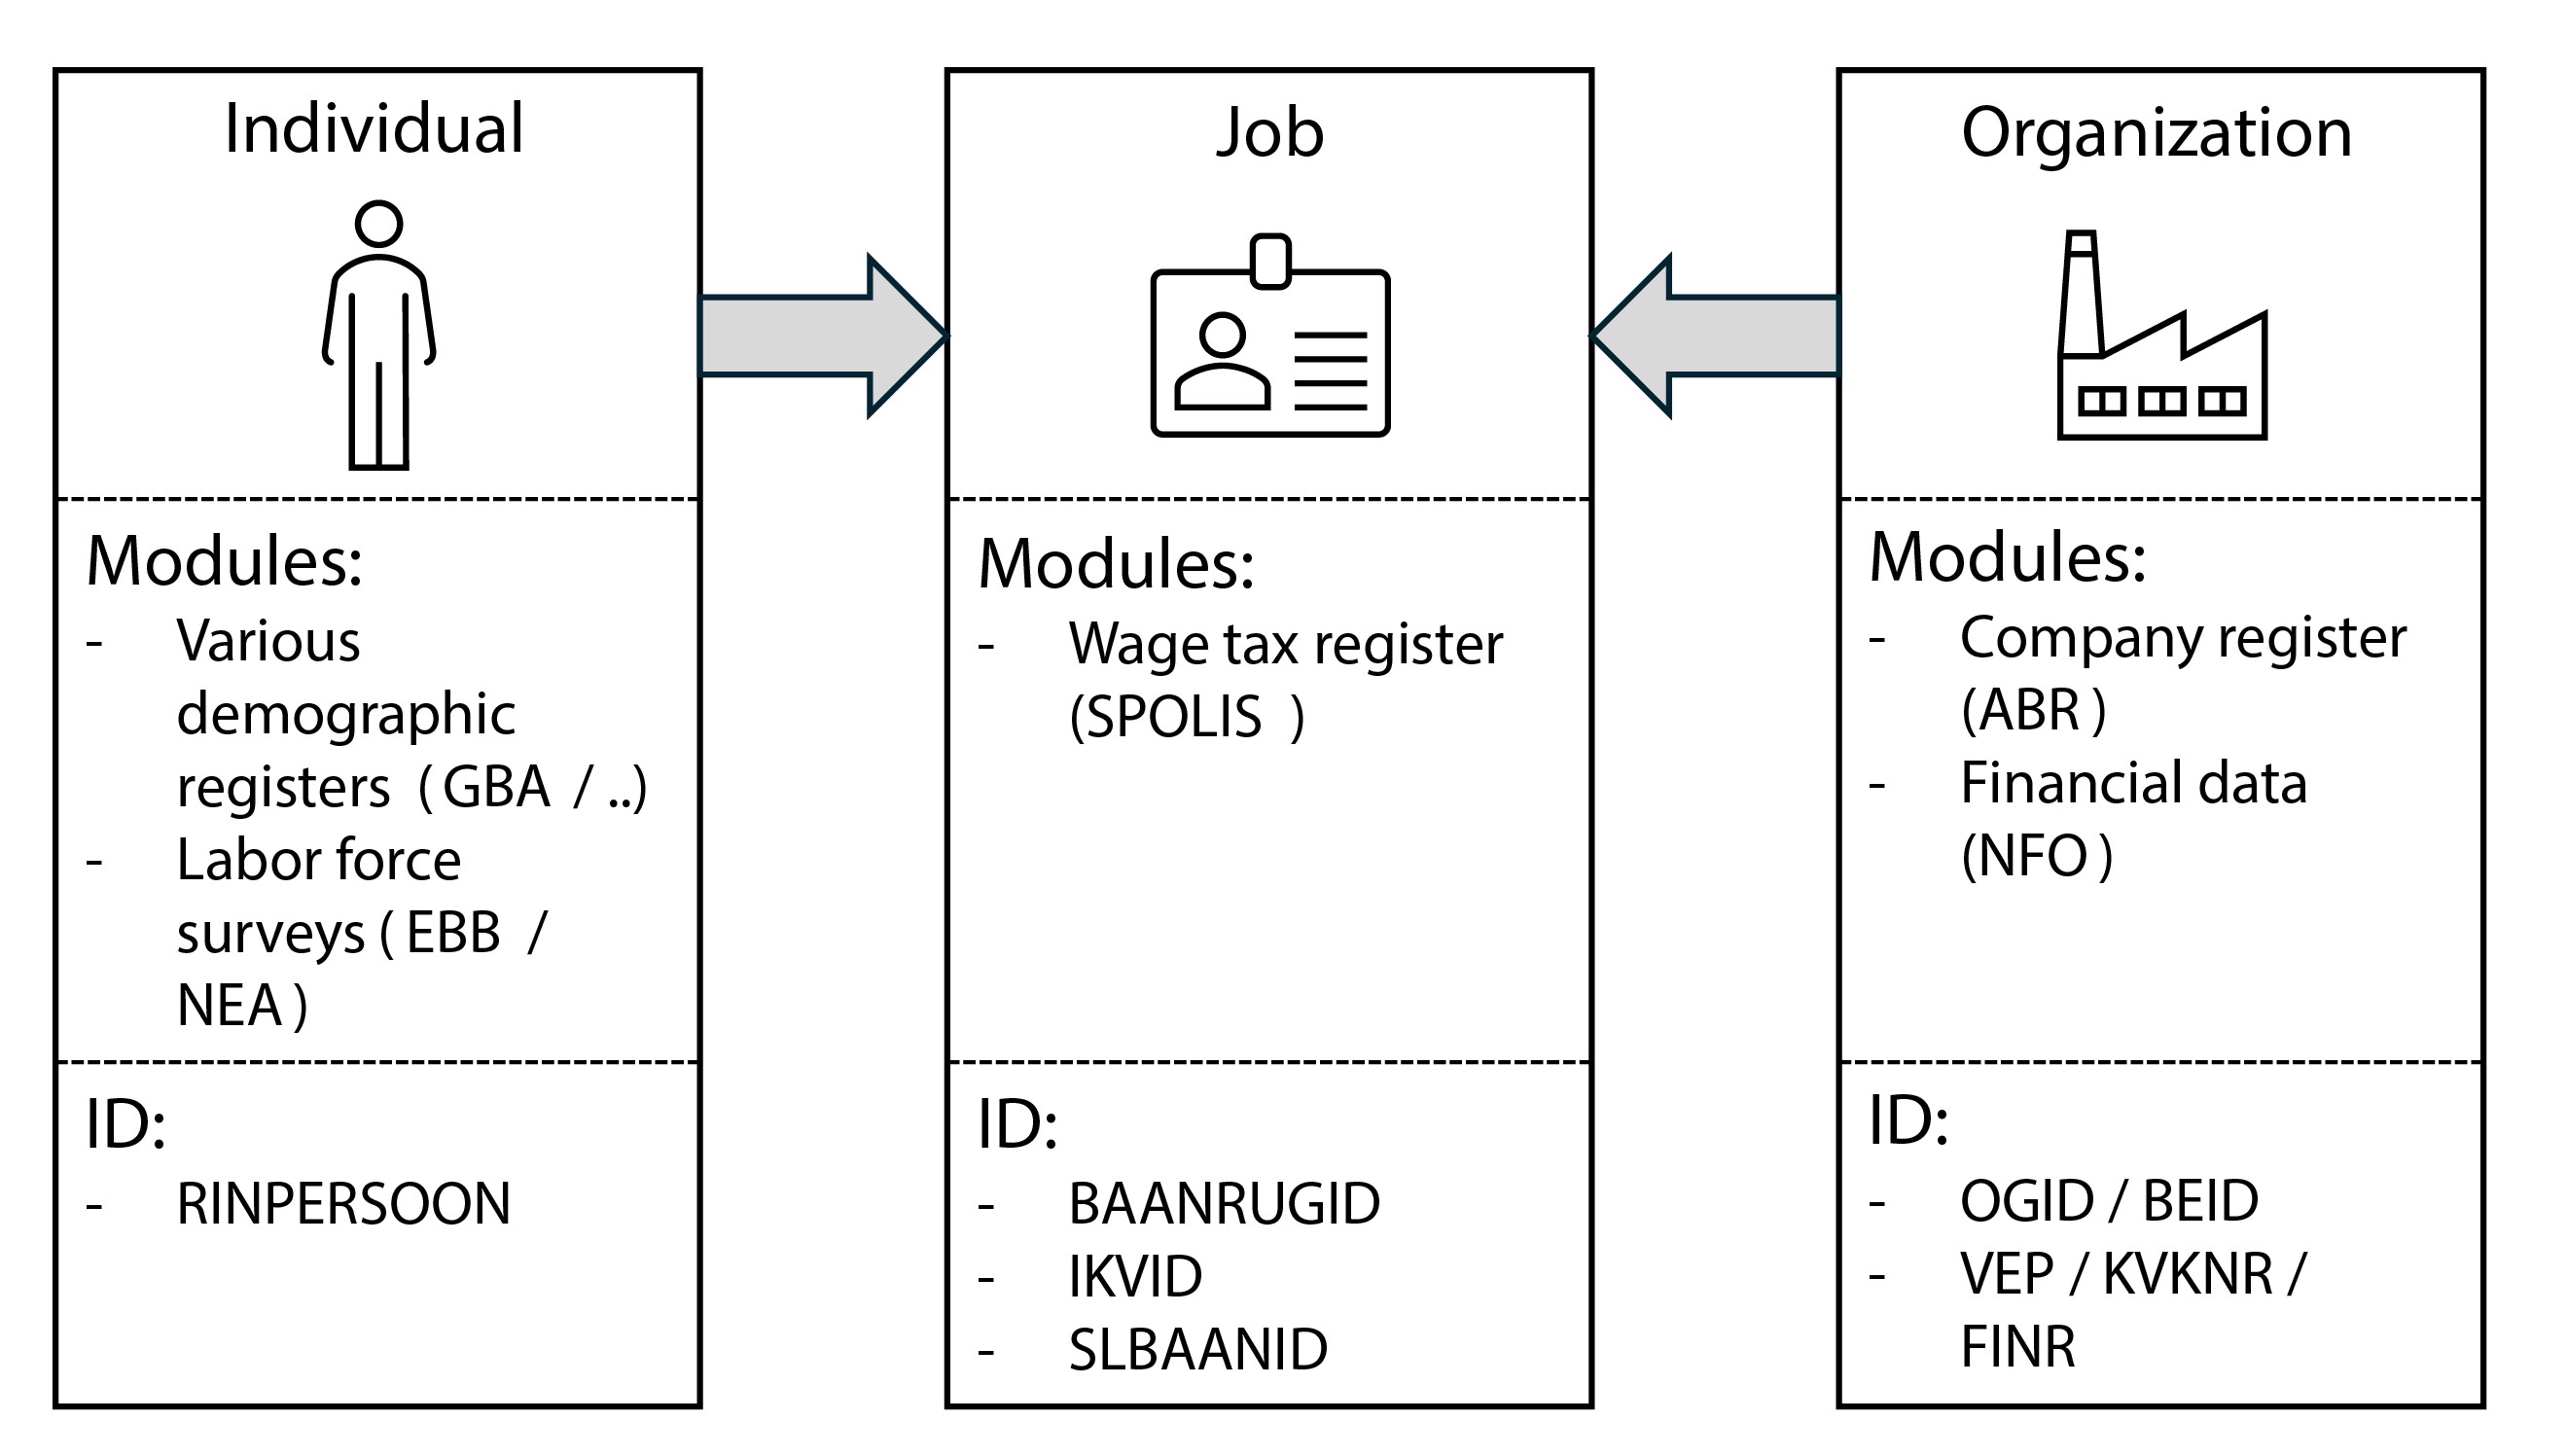 Individual
Modules:
- Various
demographic
registers ( GBA / ..)
- Labor force
surveys ( EBB /
NEA )
ID:
- RINPERSOON
Job
Modules:
- Wage tax register
(SPOLIS )
ID:
- BAANRUGID
- IKVID
- SLBAANID
Organization
Modules:
- Company register
(ABR )
- Financial data
(NFO )
ID:
- OGID / BEID
- VEP / KVKNR /
FINR